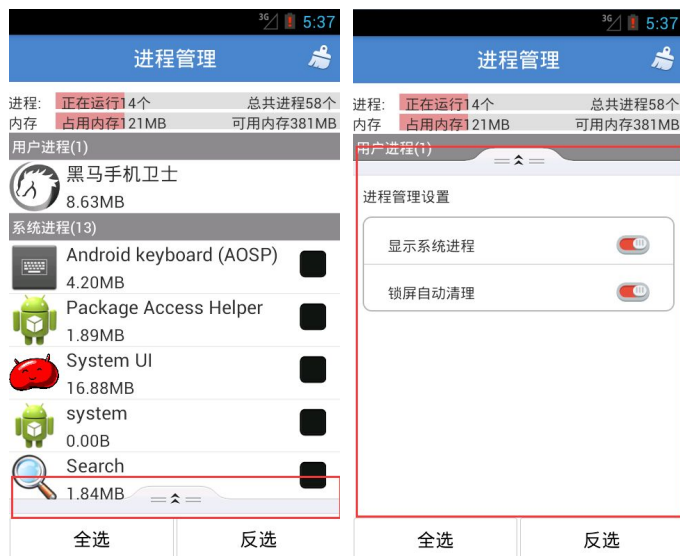 3G 5:37
进程管理
进程: 正在运行14个 总共进程58个
内存 占用内存121MB 可用内存381MB
用户进程(1)
黑马手机卫士
8.63MB
系统进程(13)
Android keyboard (AOSP)
4.20MB
Package Access Helper
1.89MB
System UI
16.88MB
system
0.00B
Search
1.84MB
全选 反选
3G 5:37
进程管理
进程: 正在运行14个 总共进程58个
内存 占用内存121MB 可用内存381MB
用户进程(1)
进程管理设置
显示系统进程
锁屏自动清理
全选 反选